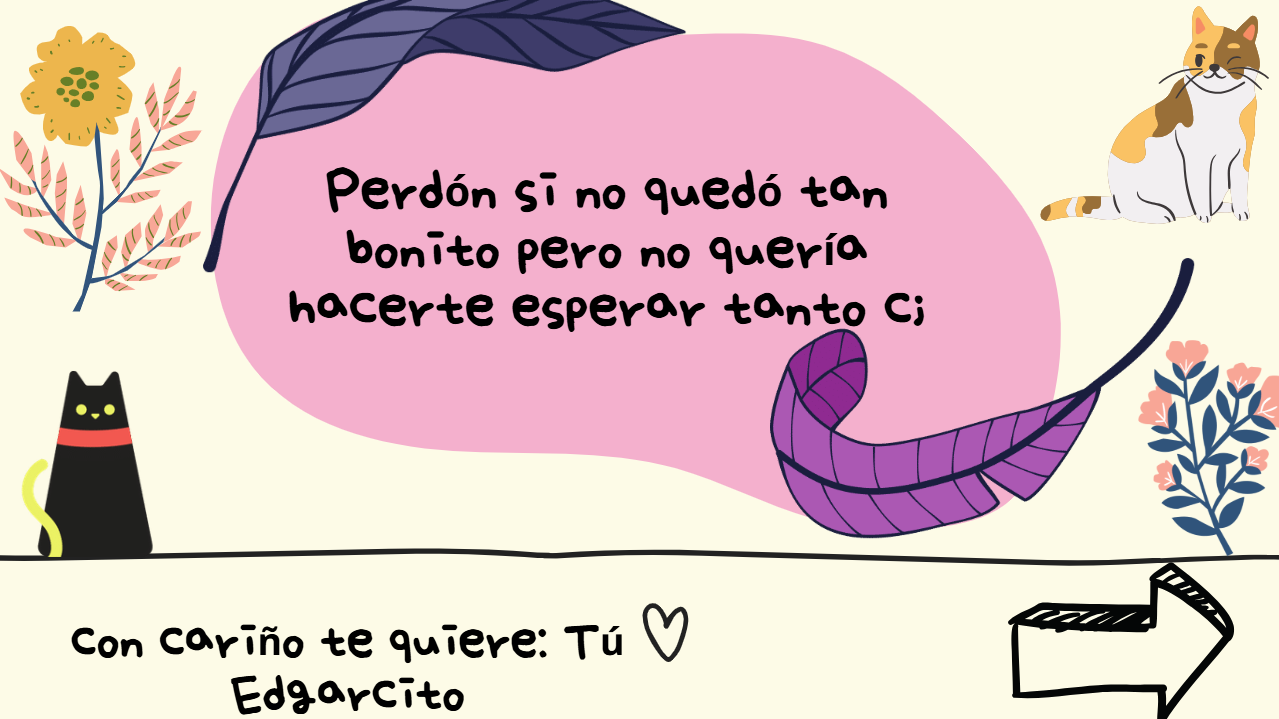 Perdón si no quedó tan
bonito pero no quería
hacerte esperar tanto C¡
Con cariño te quiere: Tú ♡
Edgarcito